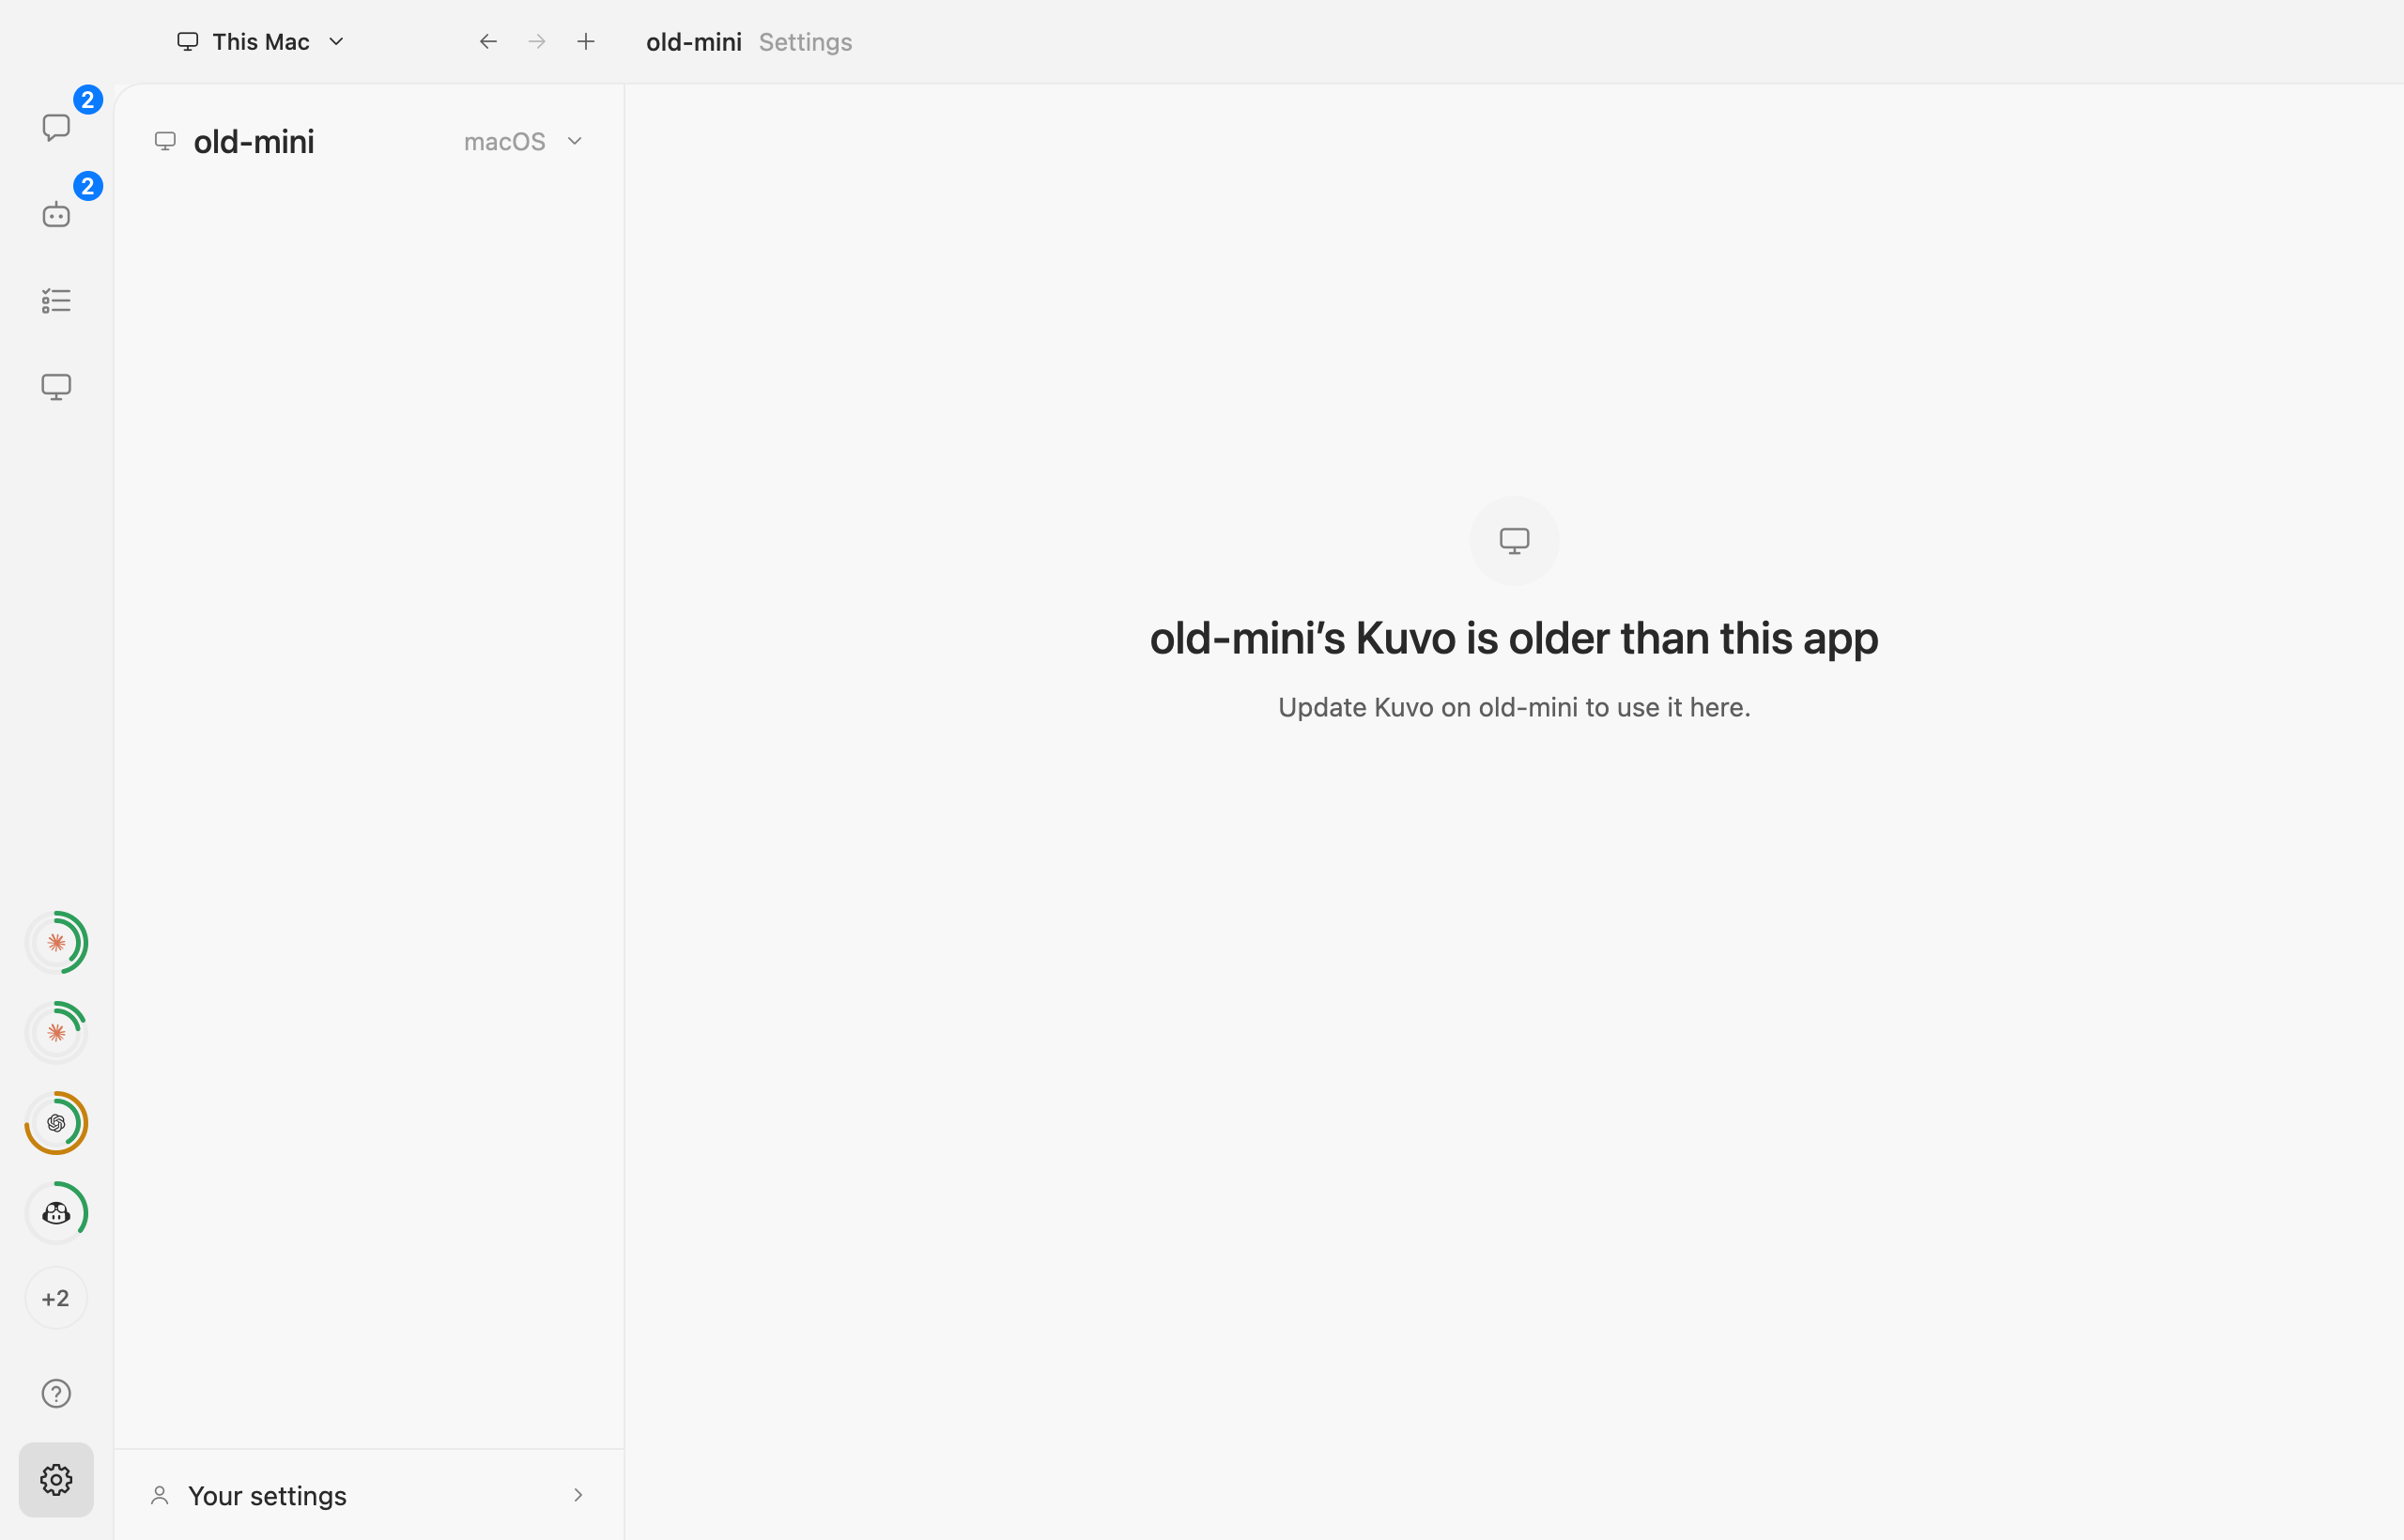 This Mac
old-mini Settings
2
2
old-mini macOS
old-mini’s Kuvo is older than this app
Update Kuvo on old-mini to use it here.
+2
Your settings